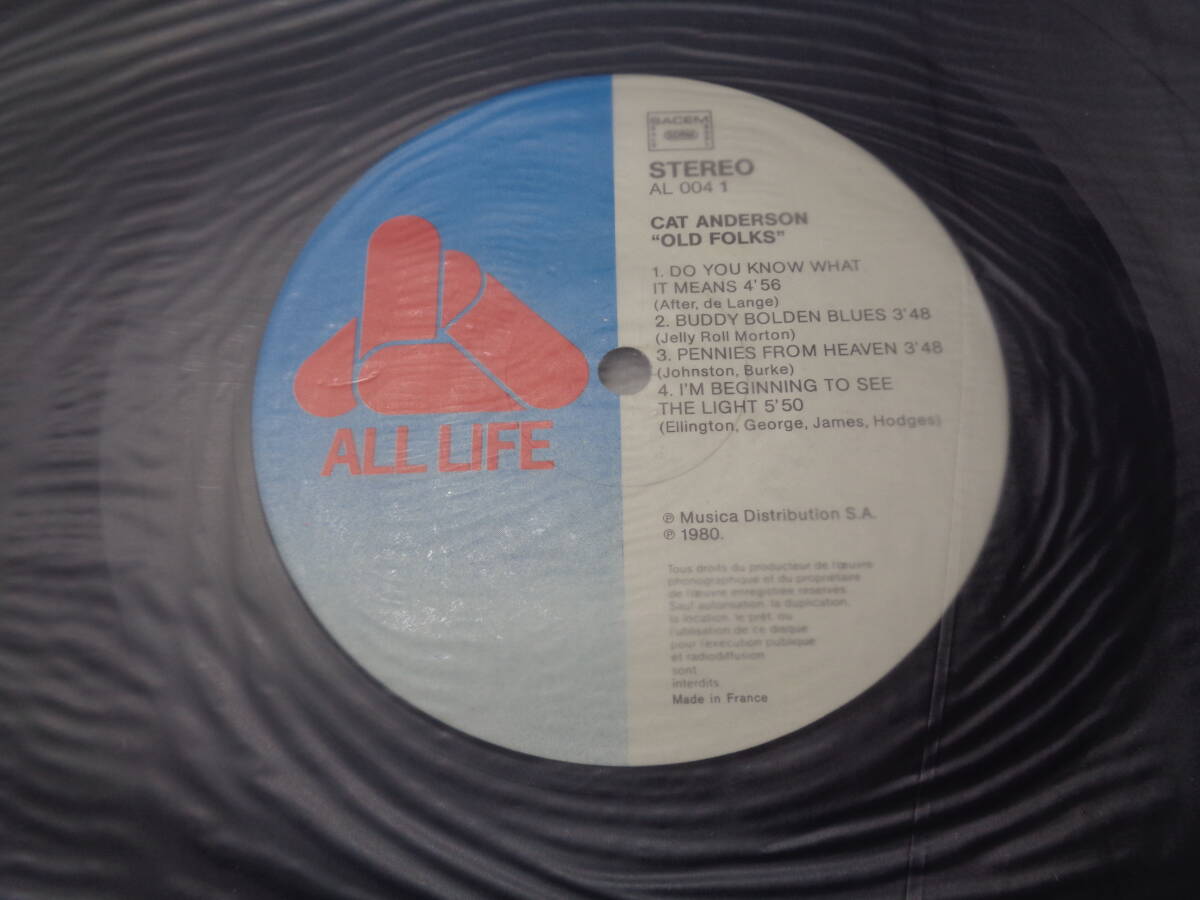 SACEM
STEREO
AL 004 1
CAT ANDERSON
"OLD FOLKS"
1. DO YOU KNOW WHAT
IT MEANS 4'56
(After, de Lange)
2. BUDDY BOLDEN BLUES 3'48
(Jelly Roll Morton)
3. PENNIES FROM HEAVEN 3'48
(Johnston, Burke)
4. I'M BEGINNING TO SEE
THE LIGHT 5'50
(Ellington, George, James, Hodges)
ALL LIFE
℗ Musica Distribution S.A.
℗ 1980.
Tous droits du producteur de l'œuvre
phonographique et du propriétaire
de l'œuvre enregistrée réservés.
Sauf autorisation, la duplication,
la location, le prêt, ou
l'utilisation de ce disque
pour l'exécution publique
et radiodiffusion
sont
interdits.
Made in France